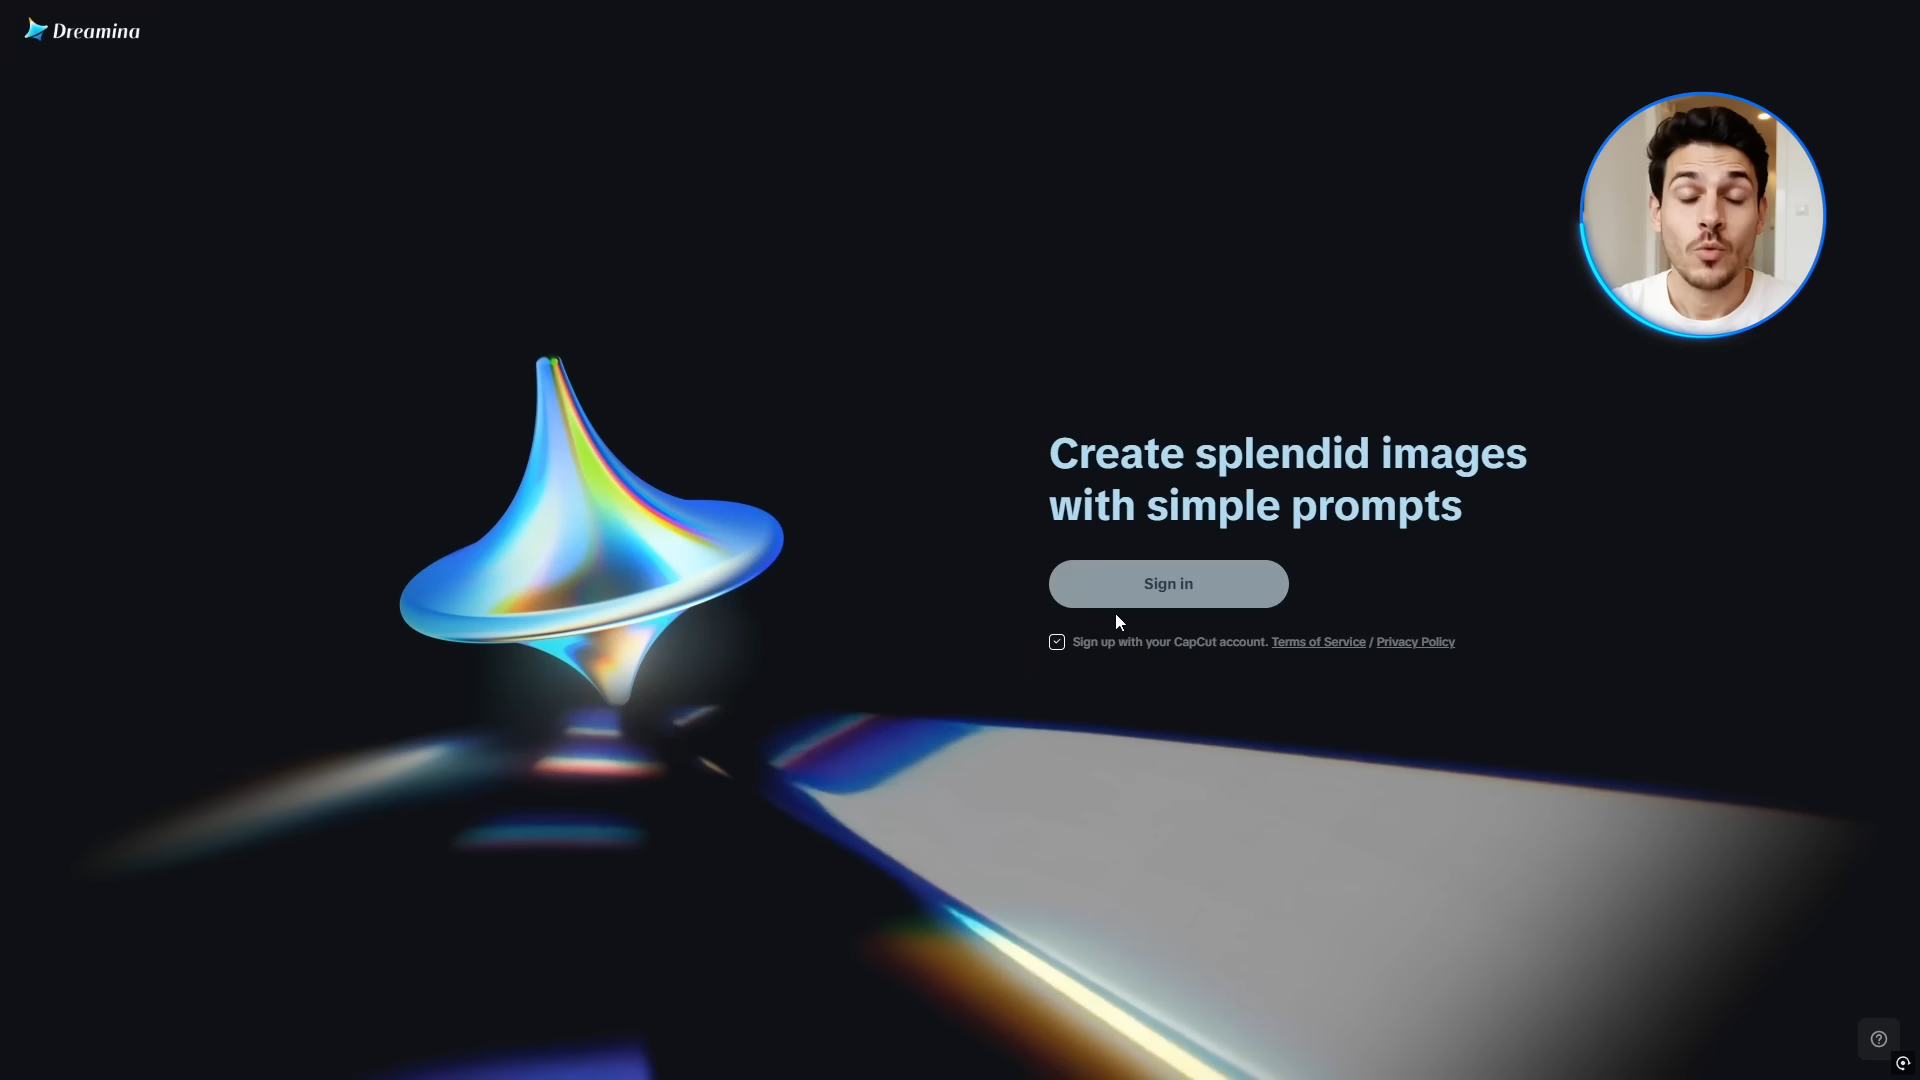 Dreamina
Create splendid images
with simple prompts
Sign in
Sign up with your CapCut account. Terms of Service / Privacy Policy